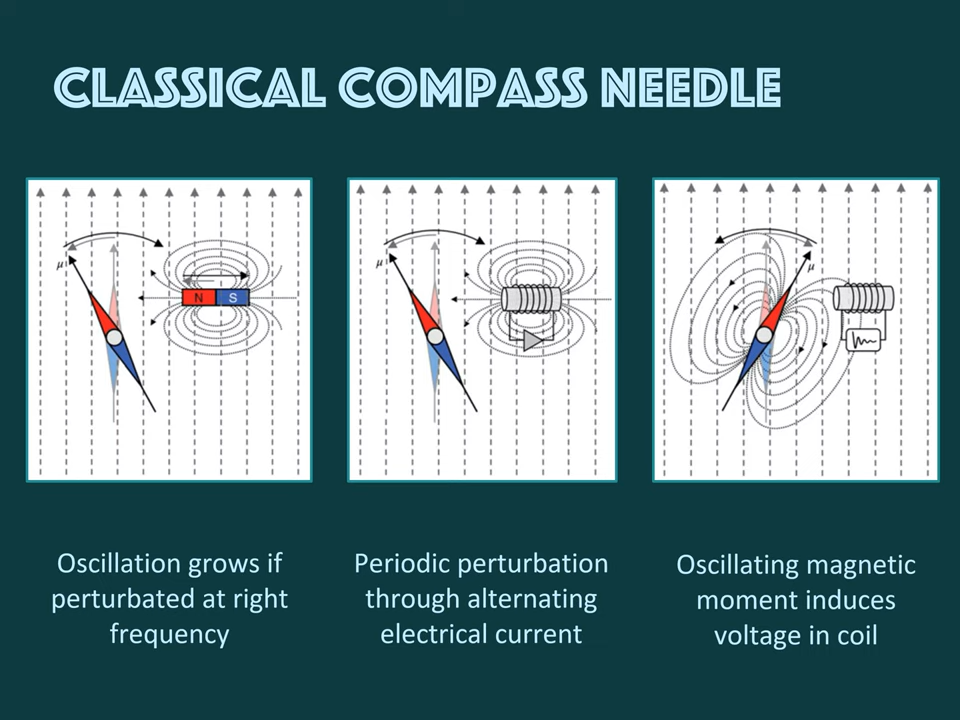 CLASSICAL COMPASS NEEDLE
μ
N S
μ
μ
Oscillation grows if
perturbated at right
frequency
Periodic perturbation
through alternating
electrical current
Oscillating magnetic
moment induces
voltage in coil